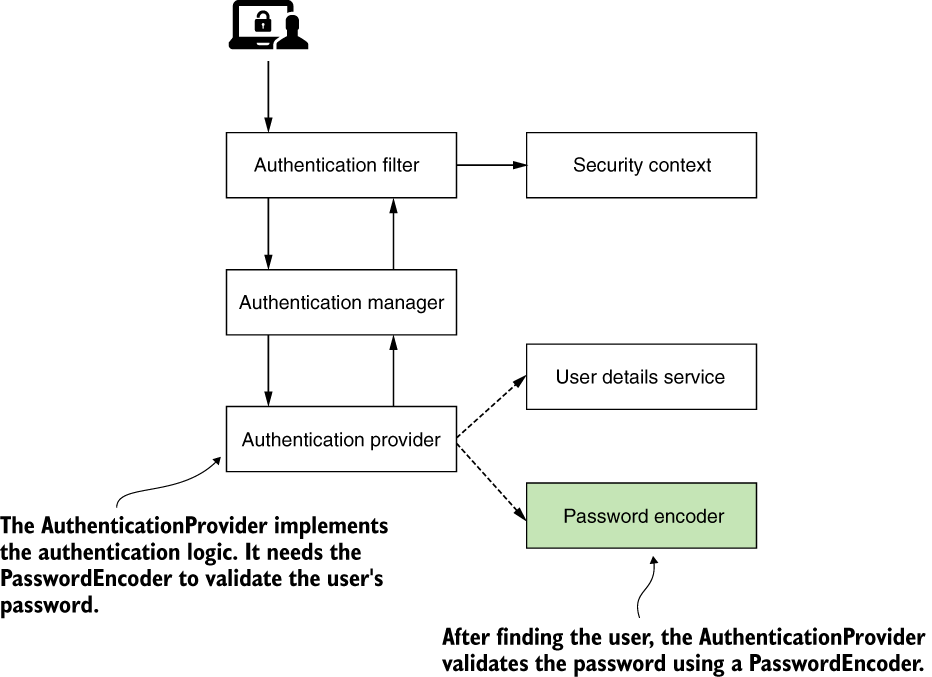 Authentication filter
Security context
Authentication manager
User details service
Authentication provider
Password encoder
The AuthenticationProvider implements
the authentication logic. It needs the
PasswordEncoder to validate the user's
password.
After finding the user, the AuthenticationProvider
validates the password using a PasswordEncoder.